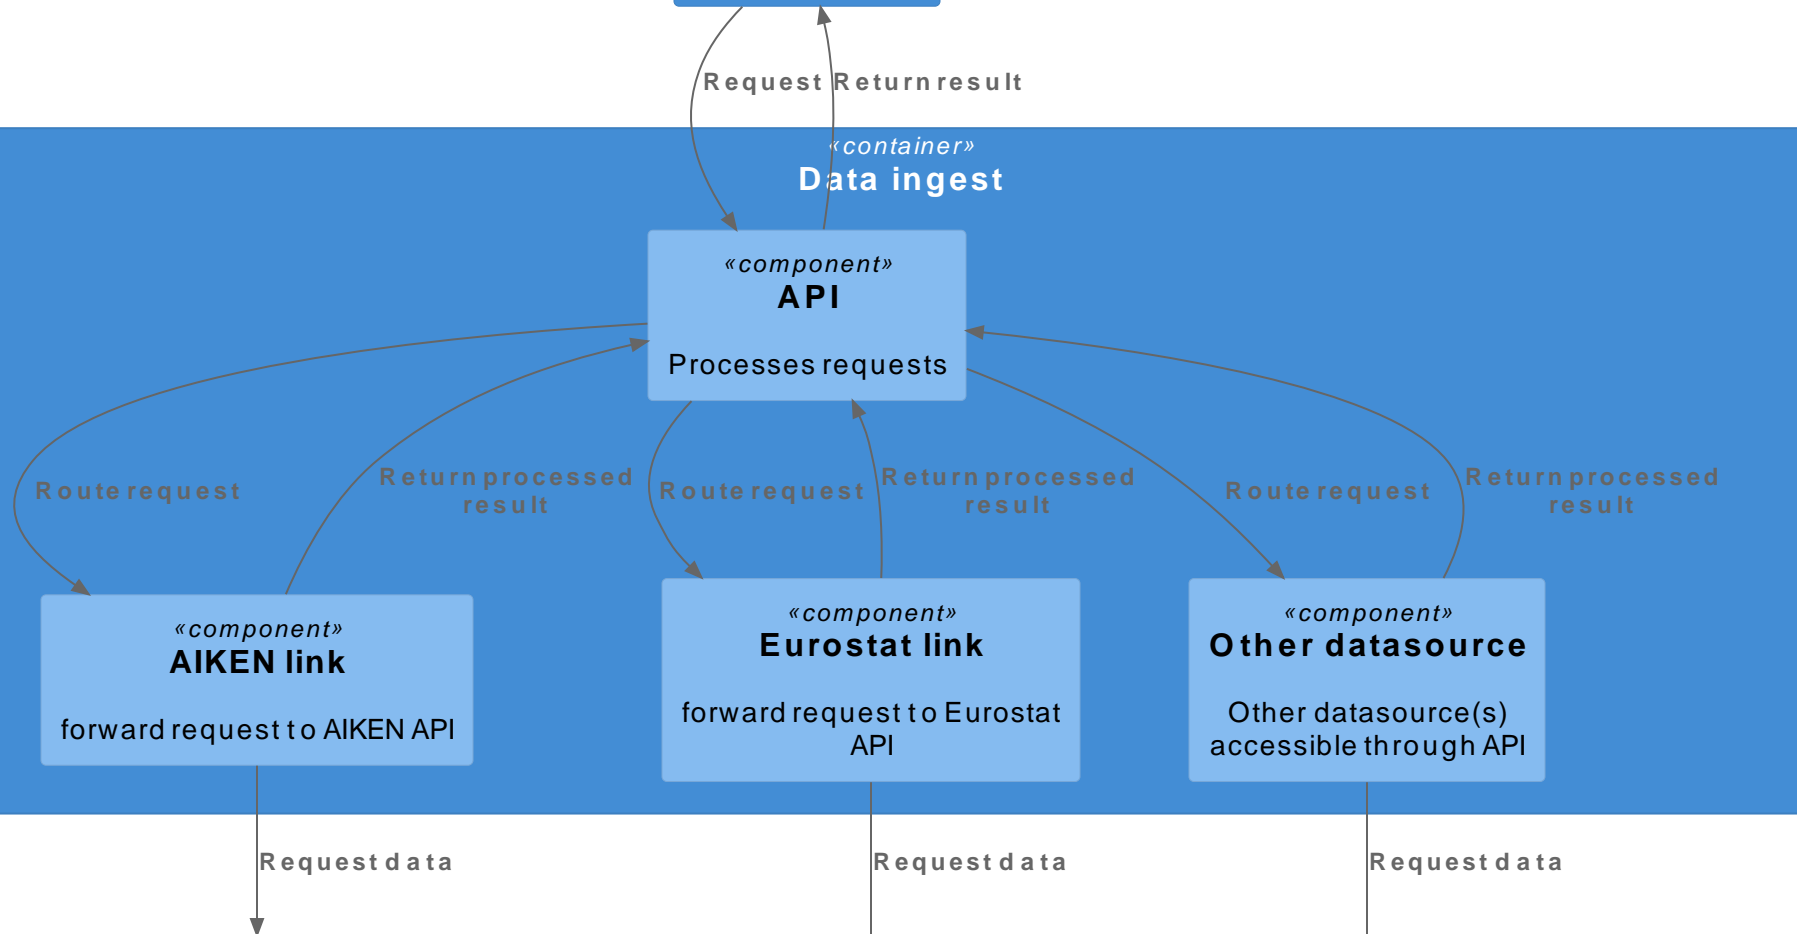 Request Return result
«container»
Data ingest
«component»
API
Processes requests
Route request
Return processed
result
Route request
Return processed
result
Route request
Return processed
result
«component»
AIKEN link
forward request to AIKEN API
«component»
Eurostat link
forward request to Eurostat
API
«component»
Other datasource
Other datasource(s)
accessible through API
Request data
Request data
Request data